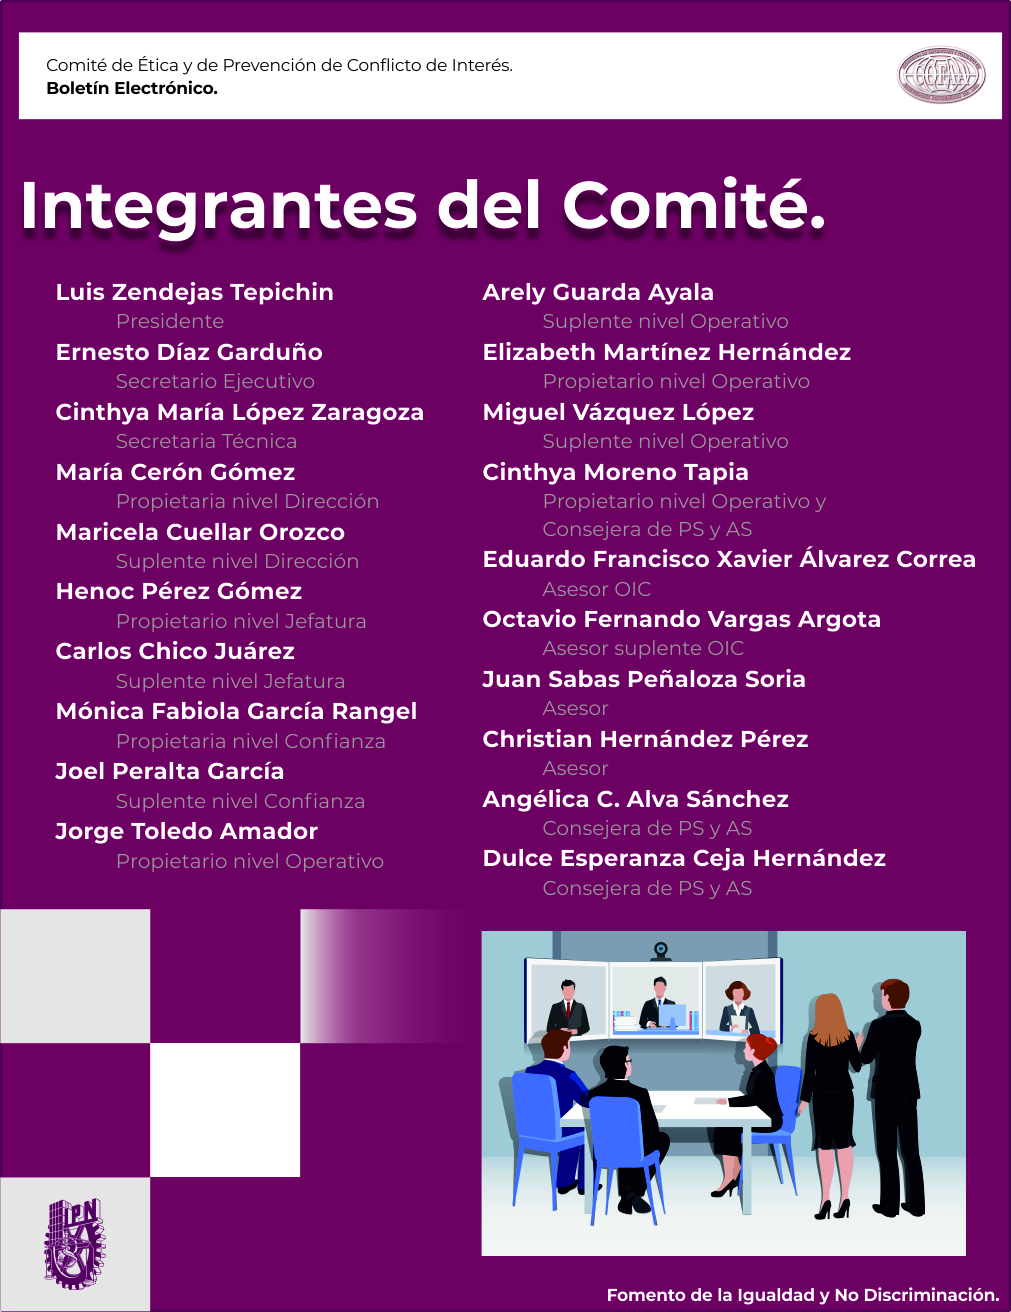 Comité de Ética y de Prevención de Conflicto de Interés.
Boletín Electrónico.
COFAA
Integrantes del Comité.
Luis Zendejas Tepichin
Presidente
Ernesto Díaz Garduño
Secretario Ejecutivo
Cinthya María López Zaragoza
Secretaria Técnica
María Cerón Gómez
Propietaria nivel Dirección
Maricela Cuellar Orozco
Suplente nivel Dirección
Henoc Pérez Gómez
Propietario nivel Jefatura
Carlos Chico Juárez
Suplente nivel Jefatura
Mónica Fabiola García Rangel
Propietaria nivel Confianza
Joel Peralta García
Suplente nivel Confianza
Jorge Toledo Amador
Propietario nivel Operativo
Arely Guarda Ayala
Suplente nivel Operativo
Elizabeth Martínez Hernández
Propietario nivel Operativo
Miguel Vázquez López
Suplente nivel Operativo
Cinthya Moreno Tapia
Propietario nivel Operativo y
Consejera de PS y AS
Eduardo Francisco Xavier Álvarez Correa
Asesor OIC
Octavio Fernando Vargas Argota
Asesor suplente OIC
Juan Sabas Peñaloza Soria
Asesor
Christian Hernández Pérez
Asesor
Angélica C. Alva Sánchez
Consejera de PS y AS
Dulce Esperanza Ceja Hernández
Consejera de PS y AS
IPN
Fomento de la Igualdad y No Discriminación.